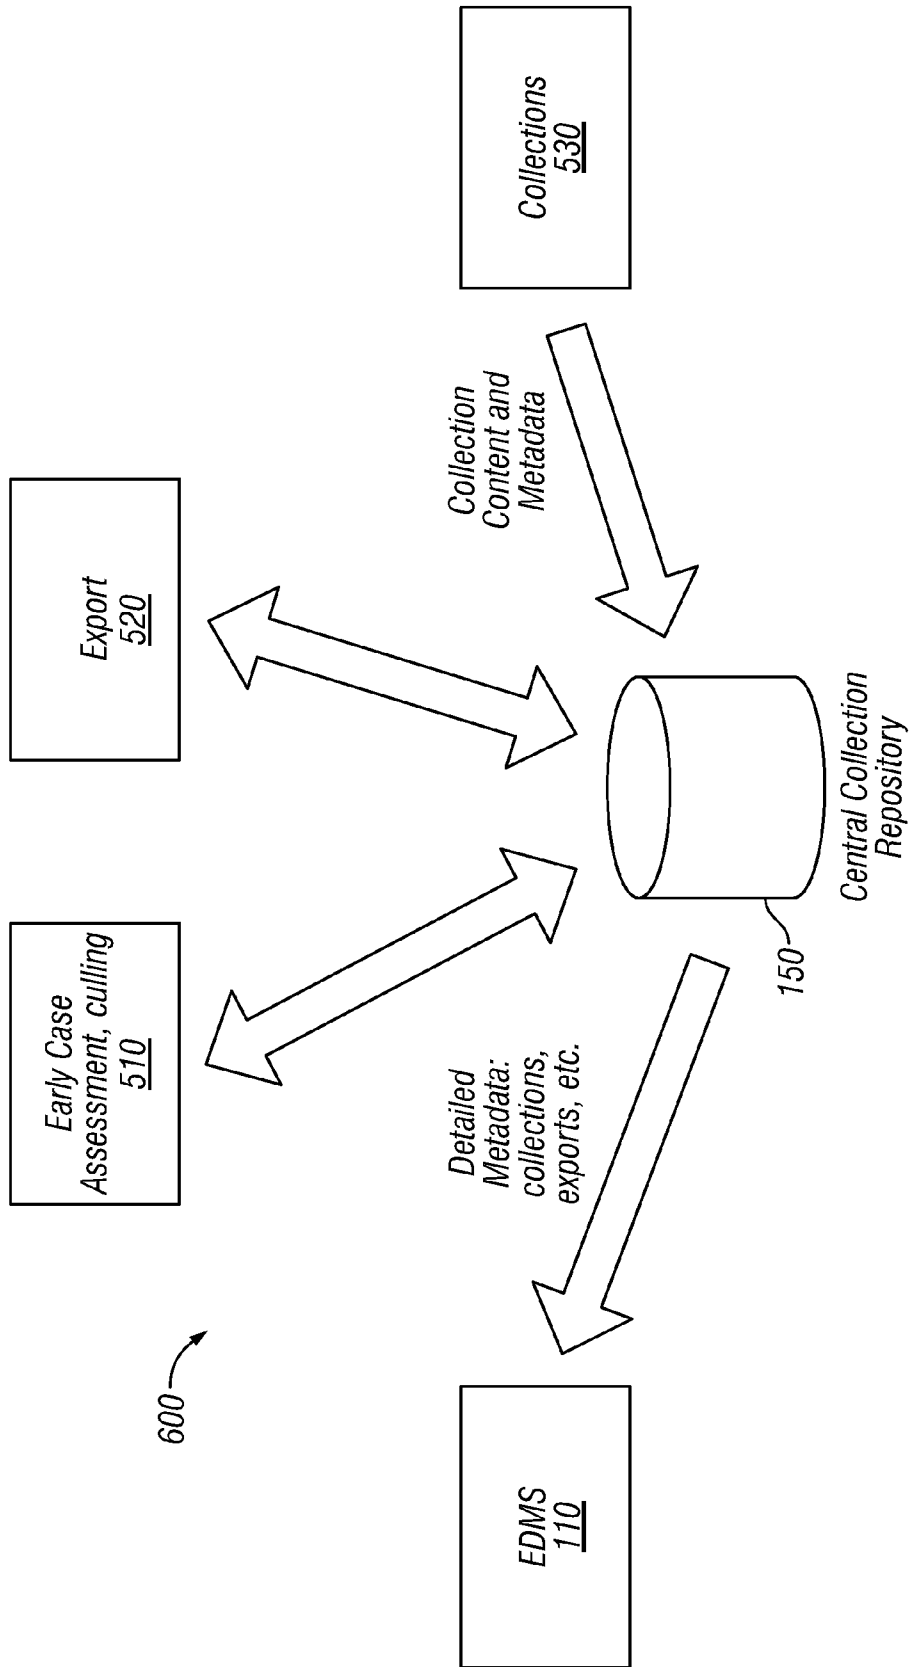 600
Early Case
Assessment, culling
510
Export
520
EDMS
110
Detailed
Metadata:
collections,
exports, etc.
Collection
Content and
Metadata
Collections
530
150
Central Collection
Repository